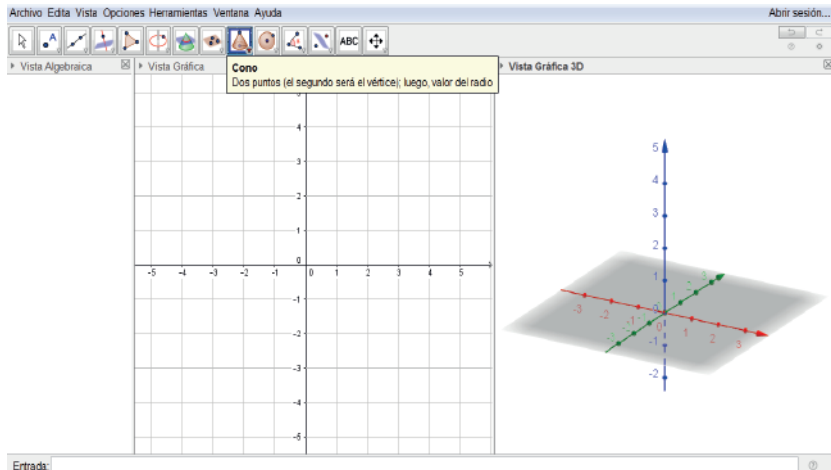 Archivo Edita Vista Opciones Herramientas Ventana Ayuda
Abrir sesión...
ABC
Vista Algebraica
Vista Gráfica
Vista Gráfica 3D
Cono
Dos puntos (el segundo será el vértice); luego, valor del radio
4
3
2
1
0
-5 -4 -3 -2 -1 0 1 2 3 4 5
-1
-2
-3
-4
-5
5
4
3
2
1
0
-1
-2
-3 -2 -1 0 1 2 3
Entrada: